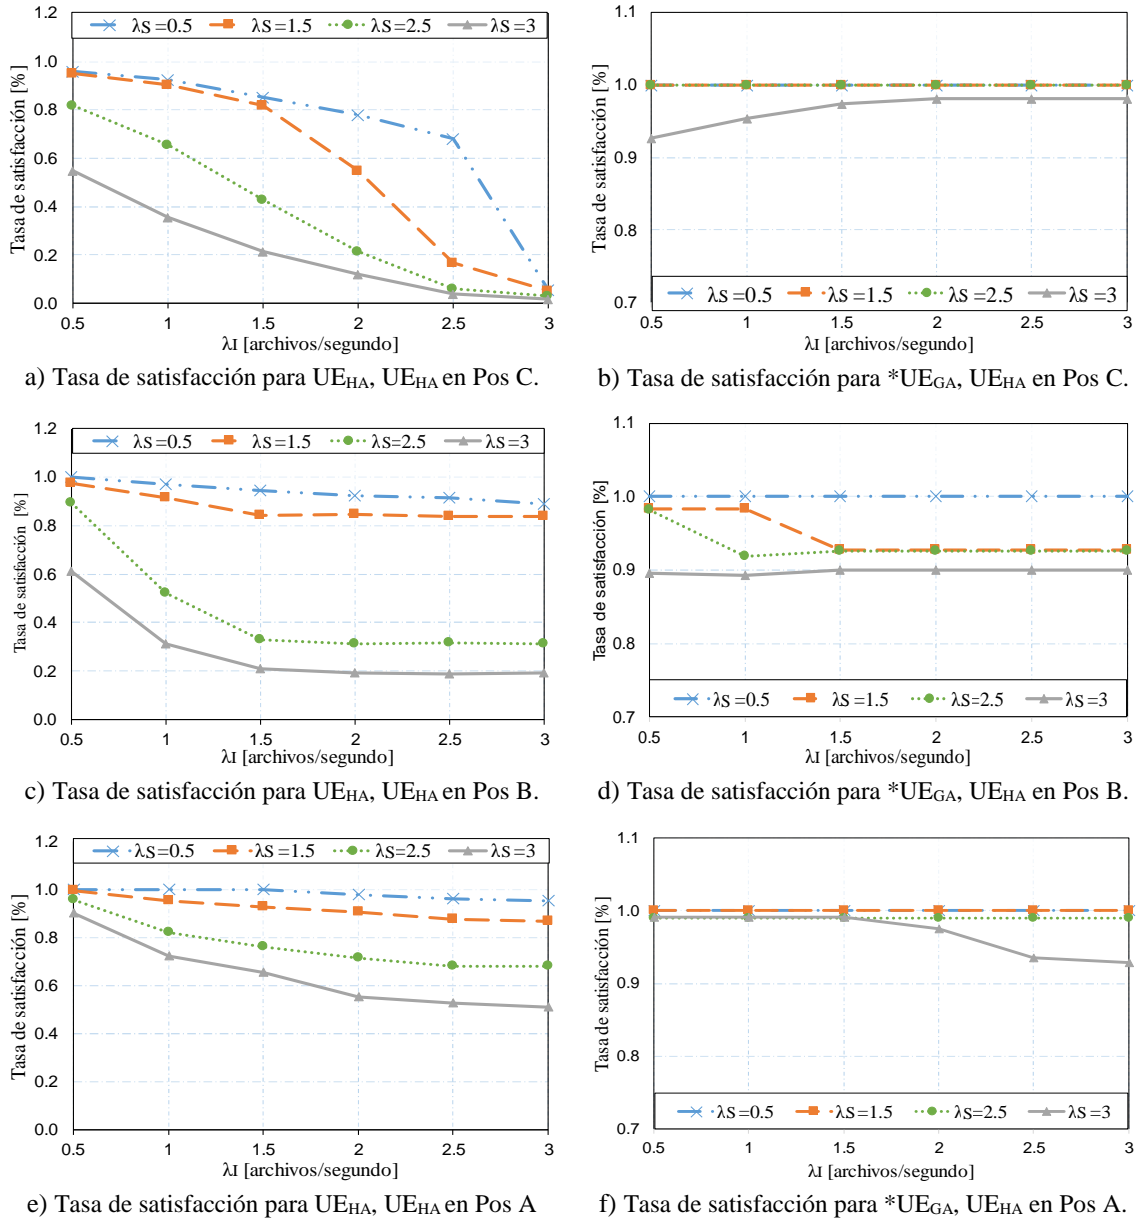 1.2
1.0
0.8
0.6
0.4
0.2
0.0
Tasa de satisfacción [%]
λS =0.5 λS =1.5 λS =2.5 λS =3
0.5 1 1.5 2 2.5 3
λI [archivos/segundo]
a) Tasa de satisfacción para UEHA, UEHA en Pos C.
1.1
1.0
0.9
0.8
0.7
Tasa de satisfacción [%]
λS =0.5 λS =1.5 λS =2.5 λS =3
0.5 1 1.5 2 2.5 3
λI [archivos/segundo]
b) Tasa de satisfacción para *UEGA, UEHA en Pos C.
1.2
1.0
0.8
0.6
0.4
0.2
0.0
Tasa de satisfacción [%]
λS =0.5 λS =1.5 λS =2.5 λS =3
0.5 1 1.5 2 2.5 3
λI [archivos/segundo]
c) Tasa de satisfacción para UEHA, UEHA en Pos B.
1.1
1.0
0.9
0.8
0.7
Tasa de satisfacción [%]
λS =0.5 λS =1.5 λS=2.5 λS =3
0.5 1 1.5 2 2.5 3
λI [archivos/segundo]
d) Tasa de satisfacción para *UEGA, UEHA en Pos B.
1.2
1.0
0.8
0.6
0.4
0.2
0.0
Tasa de satisfacción [%]
λS=0.5 λS=1.5 λS=2.5 λS =3
0.5 1 1.5 2 2.5 3
λI [archivos/segundo]
e) Tasa de satisfacción para UEHA, UEHA en Pos A
1.1
1.0
0.9
0.8
0.7
Tasa de satisfacción [%]
λS=0.5 λS=1.5 λS=2.5 λS =3
0.5 1 1.5 2 2.5 3
λI [archivos/segundo]
f) Tasa de satisfacción para *UEGA, UEHA en Pos A.